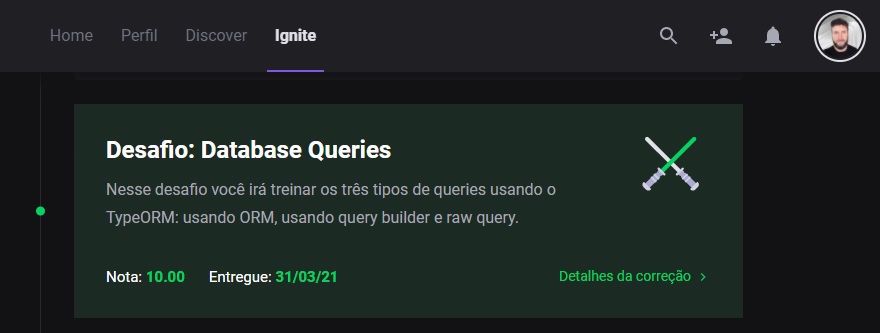 Home Perfil Discover Ignite
Desafio: Database Queries
Nesse desafio você irá treinar os três tipos de queries usando o
TypeORM: usando ORM, usando query builder e raw query.
Nota: 10.00 Entregue: 31/03/21 Detalhes da correção